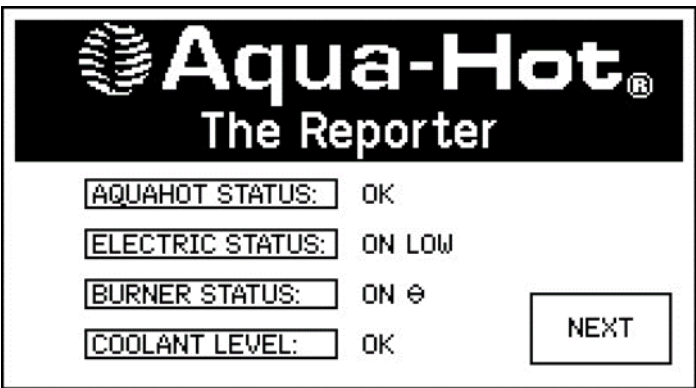 Aqua-Hot®
The Reporter
AQUAHOT STATUS: OK
ELECTRIC STATUS: ON LOW
BURNER STATUS: ON ⊖
COOLANT LEVEL: OK
NEXT